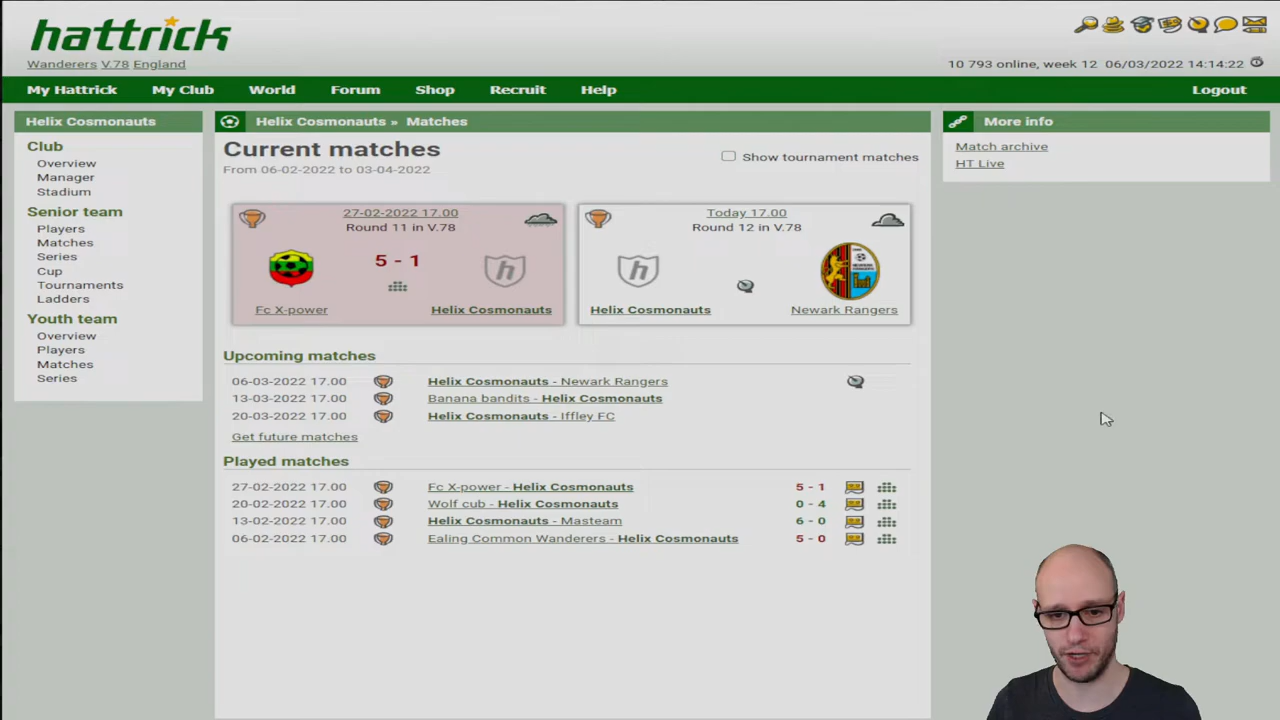 hattrick
Wanderers V.78 England
10 793 online, week 12 06/03/2022 14:14:22
My Hattrick My Club World Forum Shop Recruit Help Logout
Helix Cosmonauts
Club
Overview
Manager
Stadium
Senior team
Players
Matches
Series
Cup
Tournaments
Ladders
Youth team
Overview
Players
Matches
Series
Helix Cosmonauts » Matches
Current matches
From 06-02-2022 to 03-04-2022
Show tournament matches
27-02-2022 17.00
Round 11 in V.78
5 - 1
Fc X-power Helix Cosmonauts
Today 17.00
Round 12 in V.78
h
Helix Cosmonauts Newark Rangers
Upcoming matches
06-03-2022 17.00 Helix Cosmonauts - Newark Rangers
13-03-2022 17.00 Banana bandits - Helix Cosmonauts
20-03-2022 17.00 Helix Cosmonauts - Iffley FC
Get future matches
Played matches
27-02-2022 17.00 Fc X-power - Helix Cosmonauts 5 - 1
20-02-2022 17.00 Wolf cub - Helix Cosmonauts 0 - 4
13-02-2022 17.00 Helix Cosmonauts - Masteam 6 - 0
06-02-2022 17.00 Ealing Common Wanderers - Helix Cosmonauts 5 - 0
More info
Match archive
HT Live